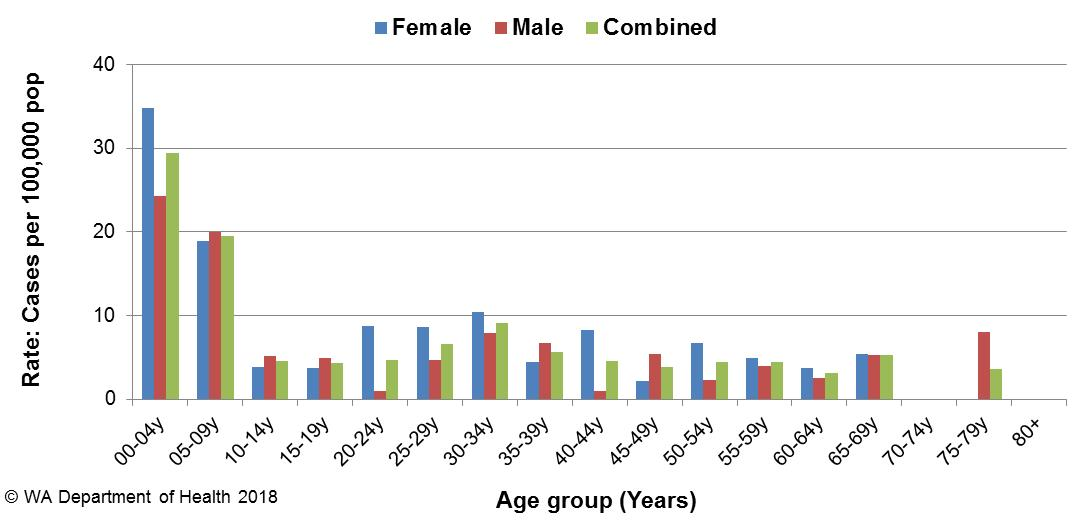 Female Male Combined
Rate: Cases per 100,000 pop
40
30
20
10
0
00-04y 05-09y 10-14y 15-19y 20-24y 25-29y 30-34y 35-39y 40-44y 45-49y 50-54y 55-59y 60-64y 65-69y 70-74y 75-79y 80+
© WA Department of Health 2018
Age group (Years)